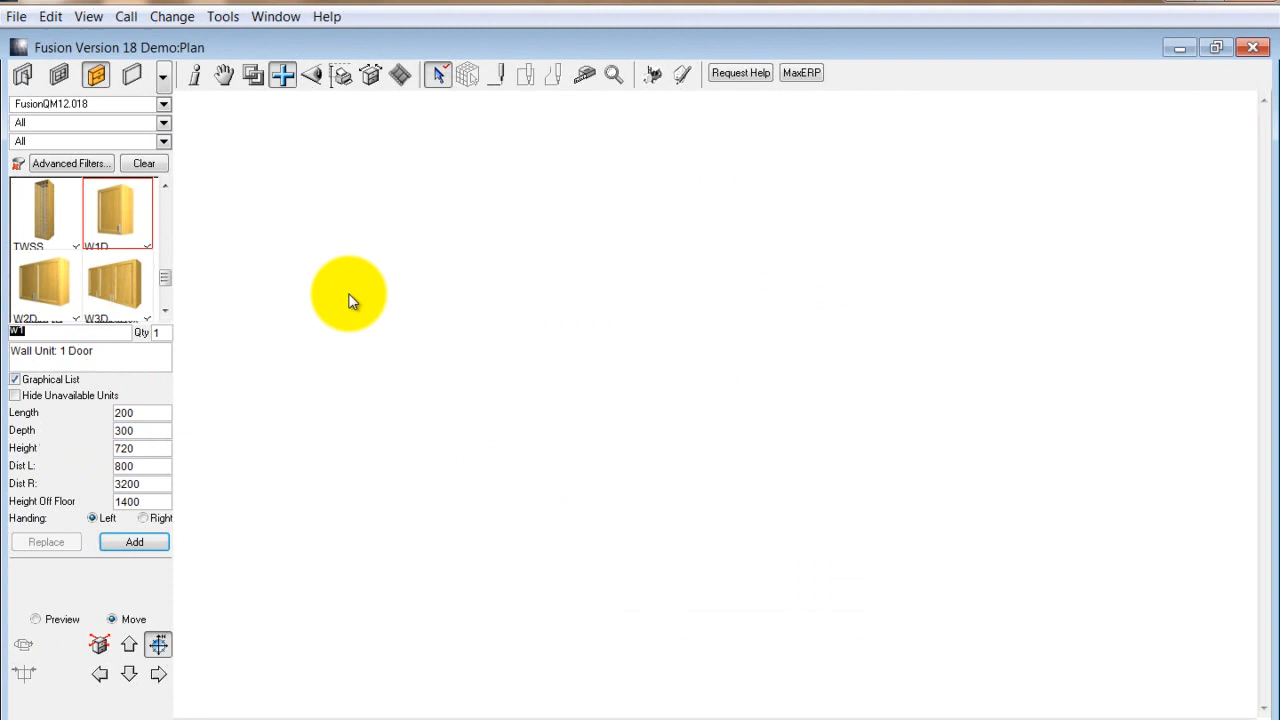 File Edit View Call Change Tools Window Help
Fusion Version 18 Demo:Plan
Request Help MaxERP
FusionQM12.018
All
All
Advanced Filters... Clear
TWSS W1D
W2D W3D
W1 Qty 1
Wall Unit: 1 Door
Graphical List
Hide Unavailable Units
Length 200
Depth 300
Height 720
Dist L: 800
Dist R: 3200
Height Off Floor 1400
Handing: Left Right
Replace Add
Preview Move